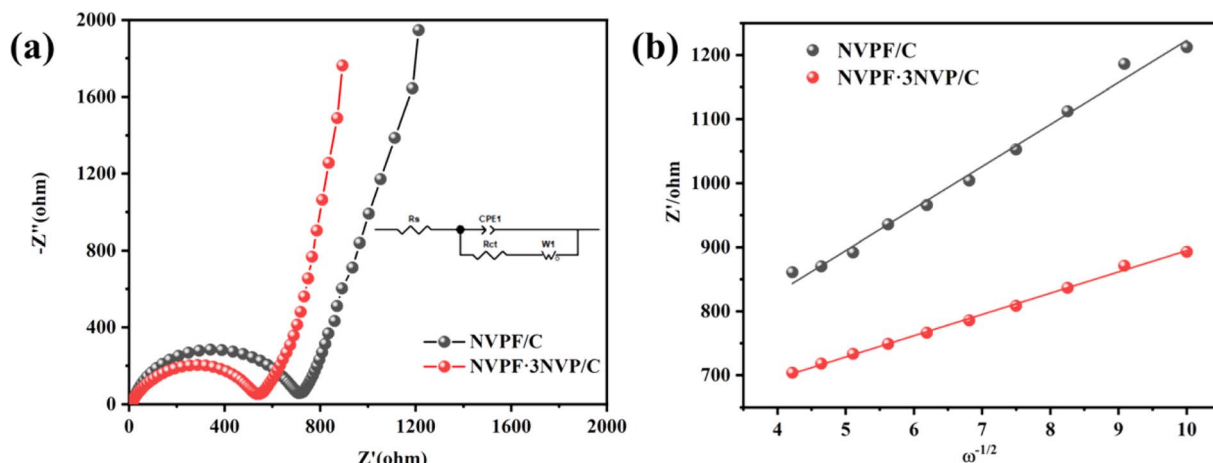 (a)
2000
1600
1200
800
400
0
-Z″(ohm)
0 400 800 1200 1600 2000
Z'(ohm)
Rs CPE1
Rct W1
NVPF/C
NVPF·3NVP/C
(b)
NVPF/C
NVPF·3NVP/C
1200
1100
1000
900
800
700
Z'/ohm
4 5 6 7 8 9 10
ω-1/2